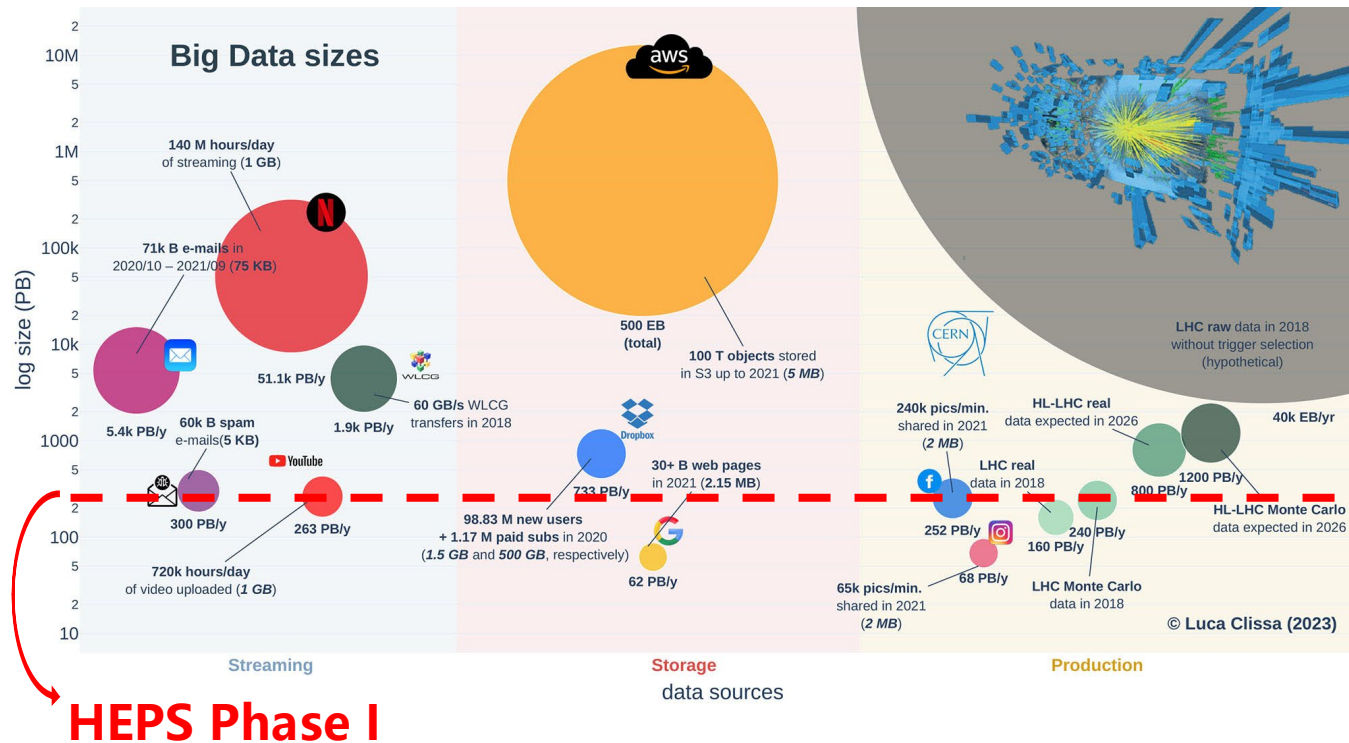 Big Data sizes
log size (PB)
2
10M
5
2
1M
5
2
100k
5
2
10k
5
2
1000
5
2
100
5
2
10
140 M hours/day
of streaming (1 GB)
N
71k B e-mails in
2020/10 – 2021/09 (75 KB)
5.4k PB/y
51.1k PB/y
WLCG
60 GB/s WLCG
transfers in 2018
1.9k PB/y
60k B spam
e-mails(5 KB)
300 PB/y
YouTube
263 PB/y
720k hours/day
of video uploaded (1 GB)
aws
500 EB
(total)
100 T objects stored
in S3 up to 2021 (5 MB)
Dropbox
733 PB/y
98.83 M new users
+ 1.17 M paid subs in 2020
(1.5 GB and 500 GB, respectively)
30+ B web pages
in 2021 (2.15 MB)
G
62 PB/y
CERN
LHC raw data in 2018
without trigger selection
(hypothetical)
40k EB/yr
240k pics/min.
shared in 2021
(2 MB)
f
252 PB/y
65k pics/min.
shared in 2021
(2 MB)
68 PB/y
LHC real
data in 2018
160 PB/y
240 PB/y
LHC Monte Carlo
data in 2018
HL-LHC real
data expected in 2026
800 PB/y
1200 PB/y
HL-LHC Monte Carlo
data expected in 2026
© Luca Clissa (2023)
Streaming
Storage
Production
data sources
HEPS Phase I